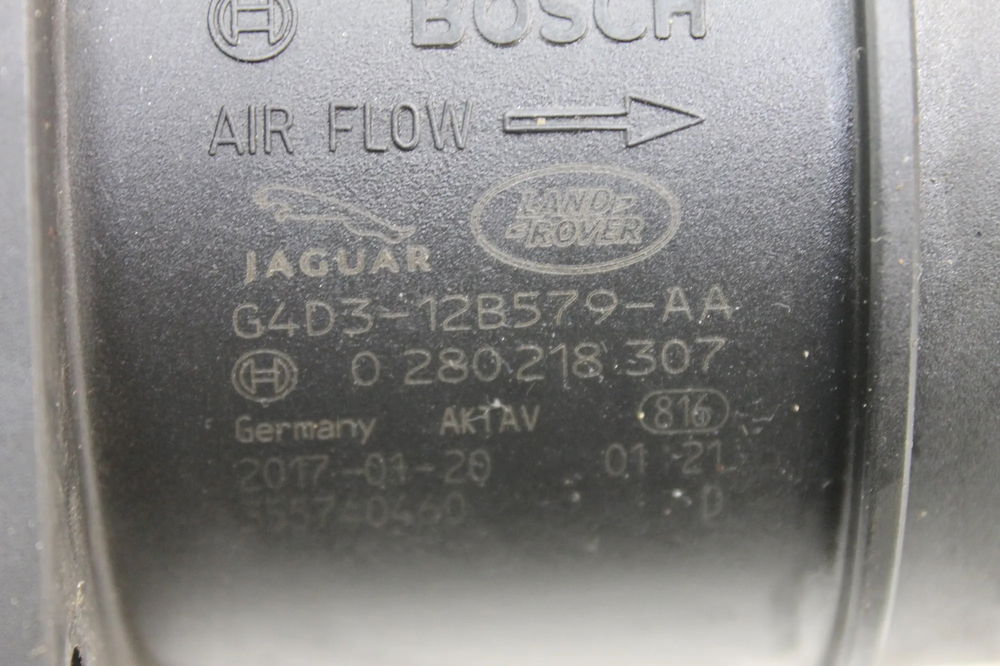 BOSCH
AIR FLOW
JAGUAR
LAND ROVER
G4D3-12B579-AA
0 280 218 307
Germany AKTAV 816
2017-01-20 01 21
D